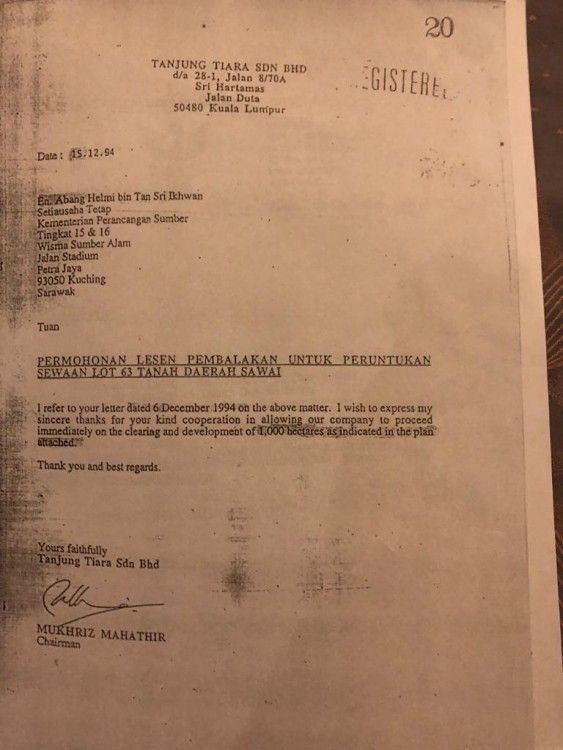 20
TANJUNG TIARA SDN BHD
d/a 28-1, Jalan 8/70A
Sri Hartamas
Jalan Duta
50480 Kuala Lumpur
REGISTERED
Date : 15.12.94
En. Abang Helmi bin Tan Sri Ikhwan
Setiausaha Tetap
Kementerian Perancangan Sumber
Tingkat 15 & 16
Wisma Sumber Alam
Jalan Stadium
Petra Jaya
93050 Kuching
Sarawak
Tuan
PERMOHONAN LESEN PEMBALAKAN UNTUK PERUNTUKAN
SEWAAN LOT 63 TANAH DAERAH SAWAI
I refer to your letter dated 6 December 1994 on the above matter. I wish to express my
sincere thanks for your kind cooperation in allowing our company to proceed
immediately on the clearing and development of 1,000 hectares as indicated in the plan
attached.
Thank you and best regards.
Yours faithfully
Tanjung Tiara Sdn Bhd
MUKHRIZ MAHATHIR
Chairman